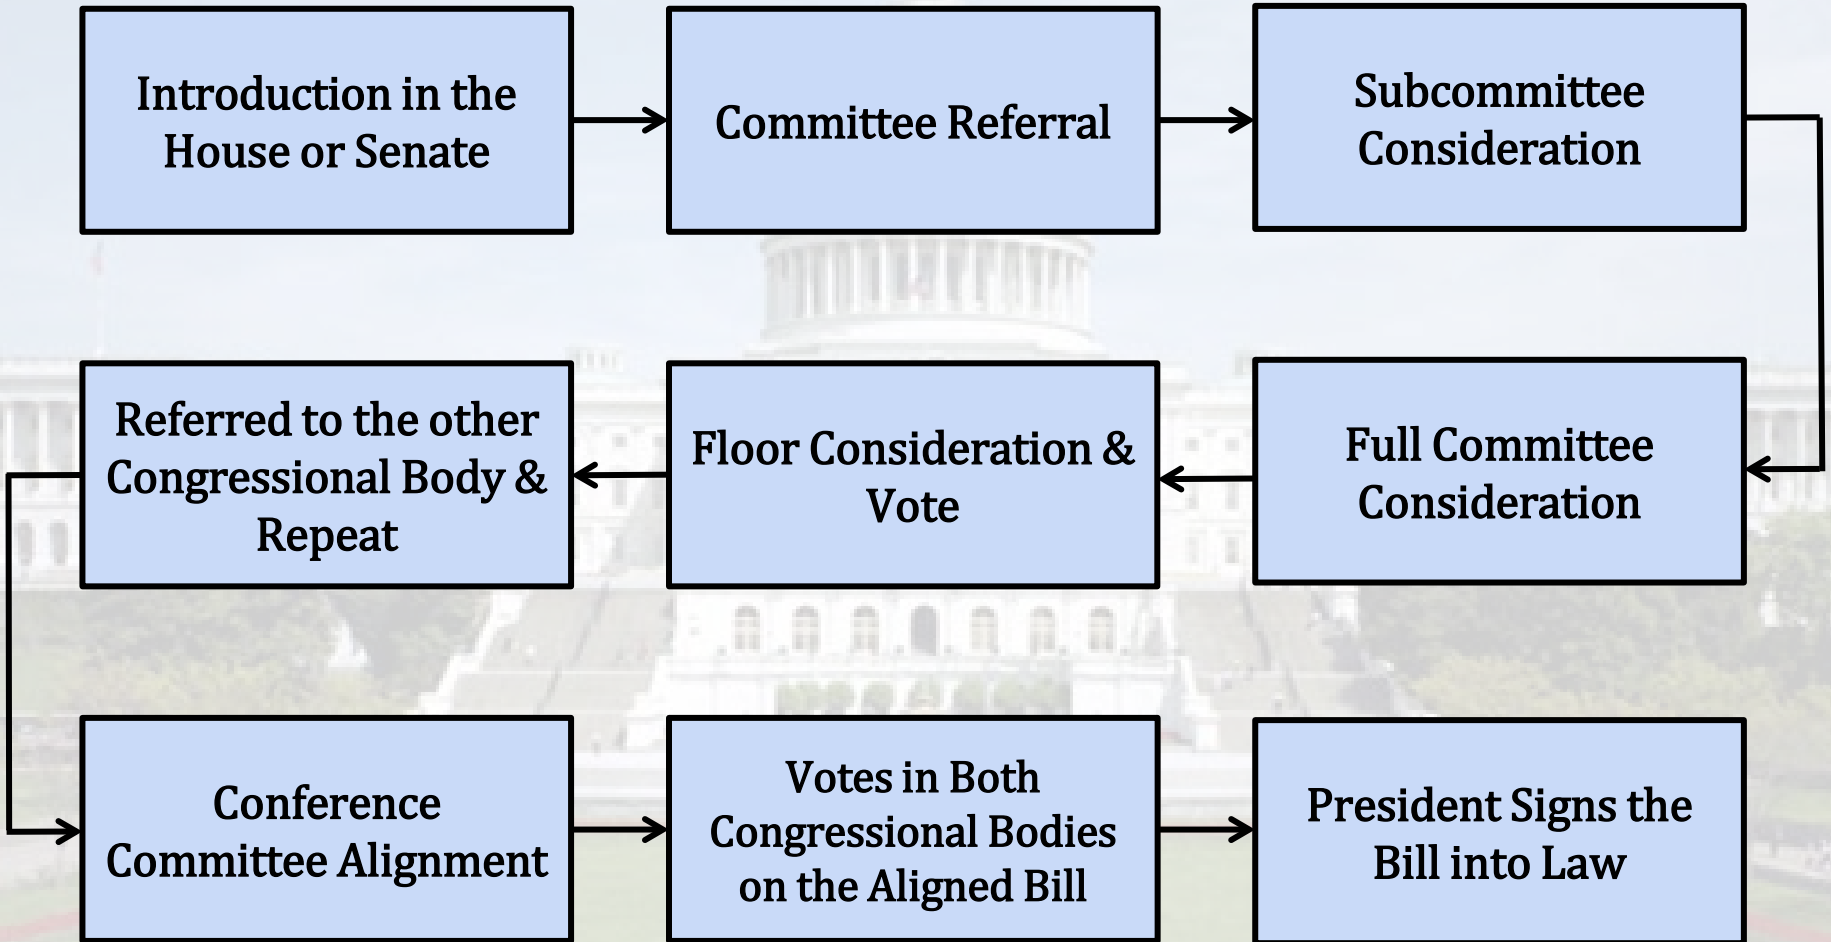 Introduction in the
House or Senate
Committee Referral
Subcommittee
Consideration
Referred to the other
Congressional Body &
Repeat
Floor Consideration &
Vote
Full Committee
Consideration
Conference
Committee Alignment
Votes in Both
Congressional Bodies
on the Aligned Bill
President Signs the
Bill into Law